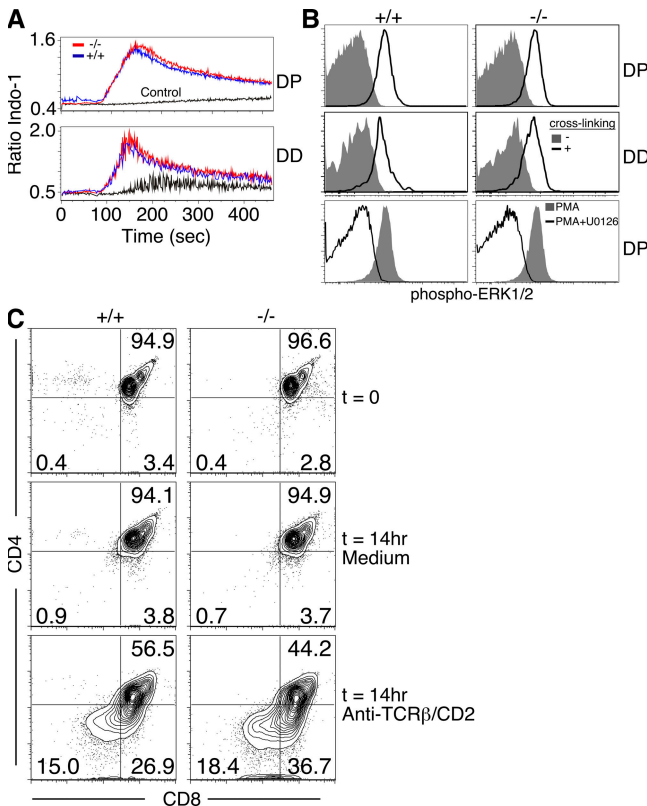 A
1.6
-/-
+/+
Control
DP
0.4
Ratio Indo-1
2.0
DD
0.5
0 100 200 300 400
Time (sec)
B
+/+ -/-
DP
cross-linking
-
+
DD
PMA
PMA+U0126
DP
phospho-ERK1/2
C
+/+ -/-
94.9 96.6
t = 0
0.4 3.4 0.4 2.8
94.1 94.9
t = 14hr
Medium
CD4
0.9 3.8 0.7 3.7
56.5 44.2
t = 14hr
Anti-TCRβ/CD2
15.0 26.9 18.4 36.7
CD8